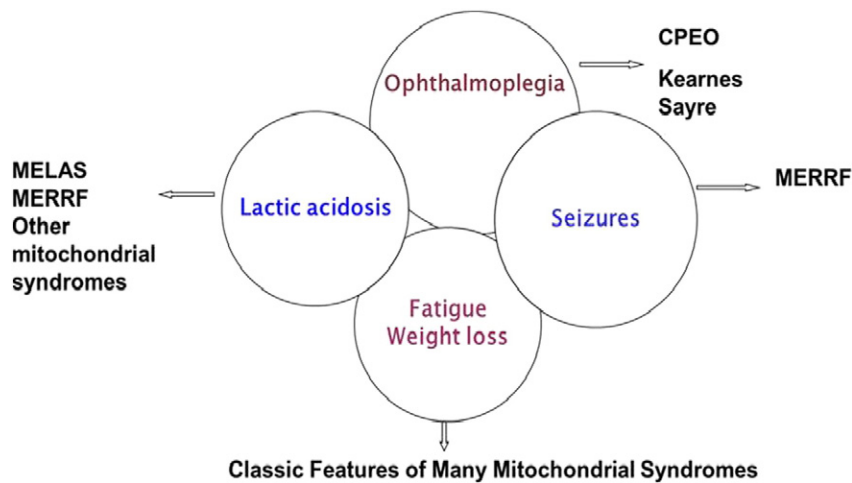 CPEO
Kearnes
Sayre
Ophthalmoplegia
MELAS
MERRF
Other
mitochondrial
syndromes
Lactic acidosis
Seizures
MERRF
Fatigue
Weight loss
Classic Features of Many Mitochondrial Syndromes